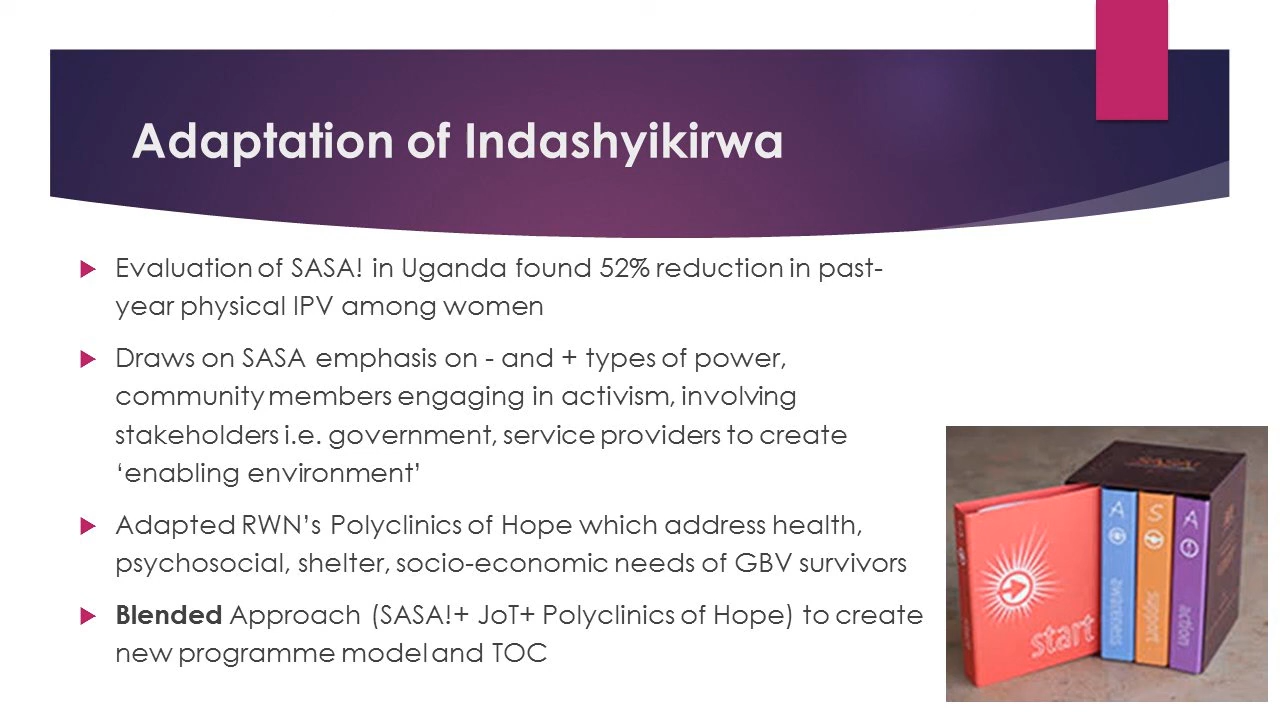 Adaptation of Indashyikirwa
Evaluation of SASA! in Uganda found 52% reduction in past-
year physical IPV among women
Draws on SASA emphasis on - and + types of power,
community members engaging in activism, involving
stakeholders i.e. government, service providers to create
‘enabling environment’
Adapted RWN’s Polyclinics of Hope which address health,
psychosocial, shelter, socio-economic needs of GBV survivors
Blended Approach (SASA!+ JoT+ Polyclinics of Hope) to create
new programme model and TOC
SASA!
start
A
awareness
S
support
A
action